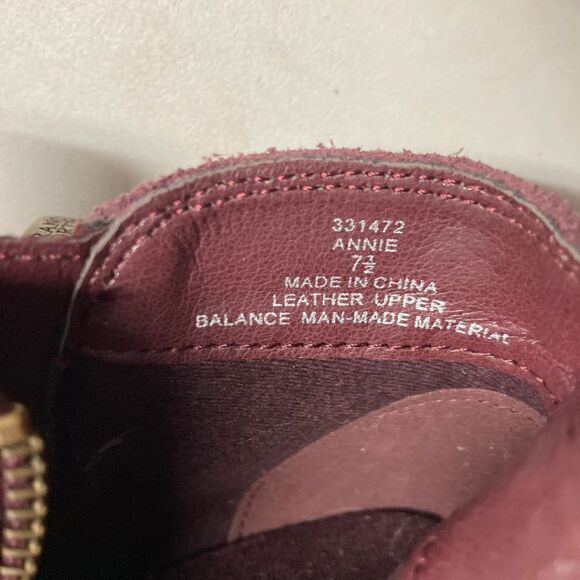 331472
ANNIE
7½
MADE IN CHINA
LEATHER UPPER
BALANCE MAN-MADE MATERIAL